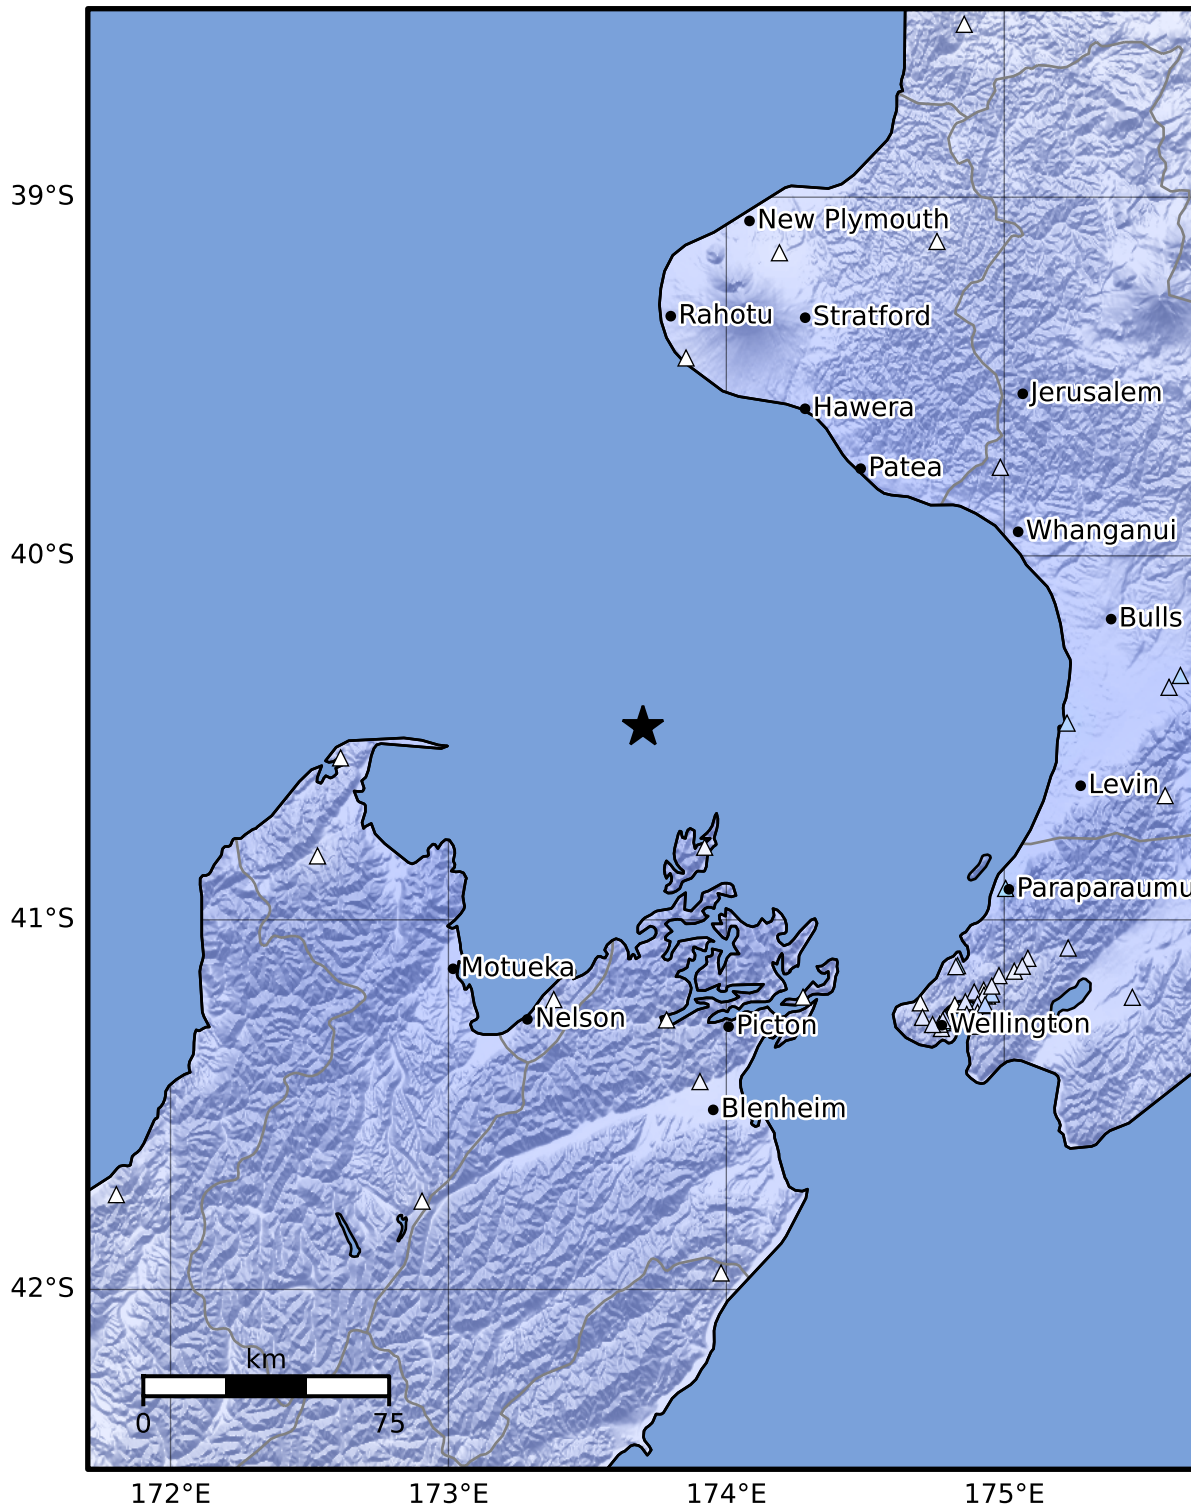 39°S
New Plymouth
Rahotu
Stratford
Jerusalem
Hawera
Patea
Whanganui
40°S
Bulls
Levin
Paraparaumu
41°S
Motueka
Nelson
Picton
Wellington
Blenheim
42°S
km
0
75
172°E
173°E
174°E
175°E